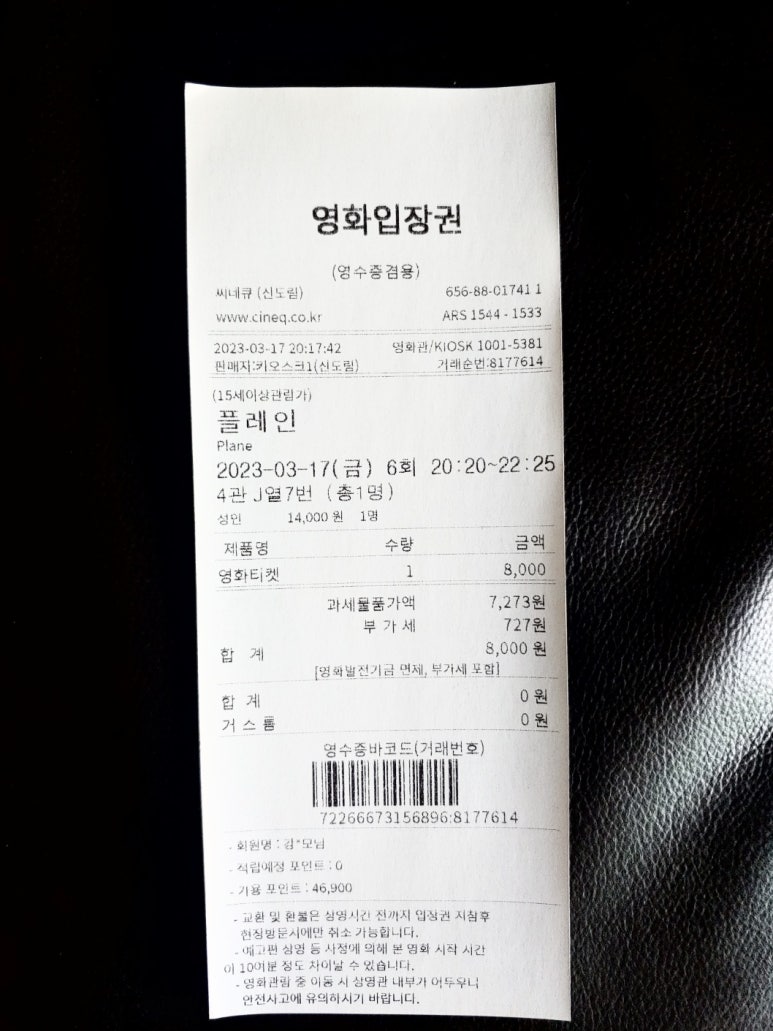 영화입장권
(영수증겸용)
씨네큐 (신도림) 656-88-01741 1
www.cineq.co.kr ARS 1544 - 1533
2023-03-17 20:17:42 영화관/KIOSK 1001-5381
판매자:키오스크1(신도림) 거래순번:8177614
(15세이상관람가)
플레인
Plane
2023-03-17(금) 6회 20:20~22:25
4관 J열7번 (총1명)
성인 14,000 원 1명
제품명 수량 금액
영화티켓 1 8,000
과세물품가액 7,273원
부 가 세 727원
합 계 8,000 원
[영화발전기금 면제, 부가세 포함]
합 계 0 원
거 스 름 0 원
영수증바코드(거래번호)
72266673156896:8177614
- 회원명 : 김*모님
- 적립예정 포인트 : 0
- 가용 포인트 : 46,900
- 교환 및 환불은 상영시간 전까지 입장권 지참후
현장방문시에만 취소 가능합니다.
- 예고편 상영 등 사정에 의해 본 영화 시작 시간
이 10여분 정도 차이날 수 있습니다.
- 영화관람 중 이동 시 상영관 내부가 어두우니
안전사고에 유의하시기 바랍니다.